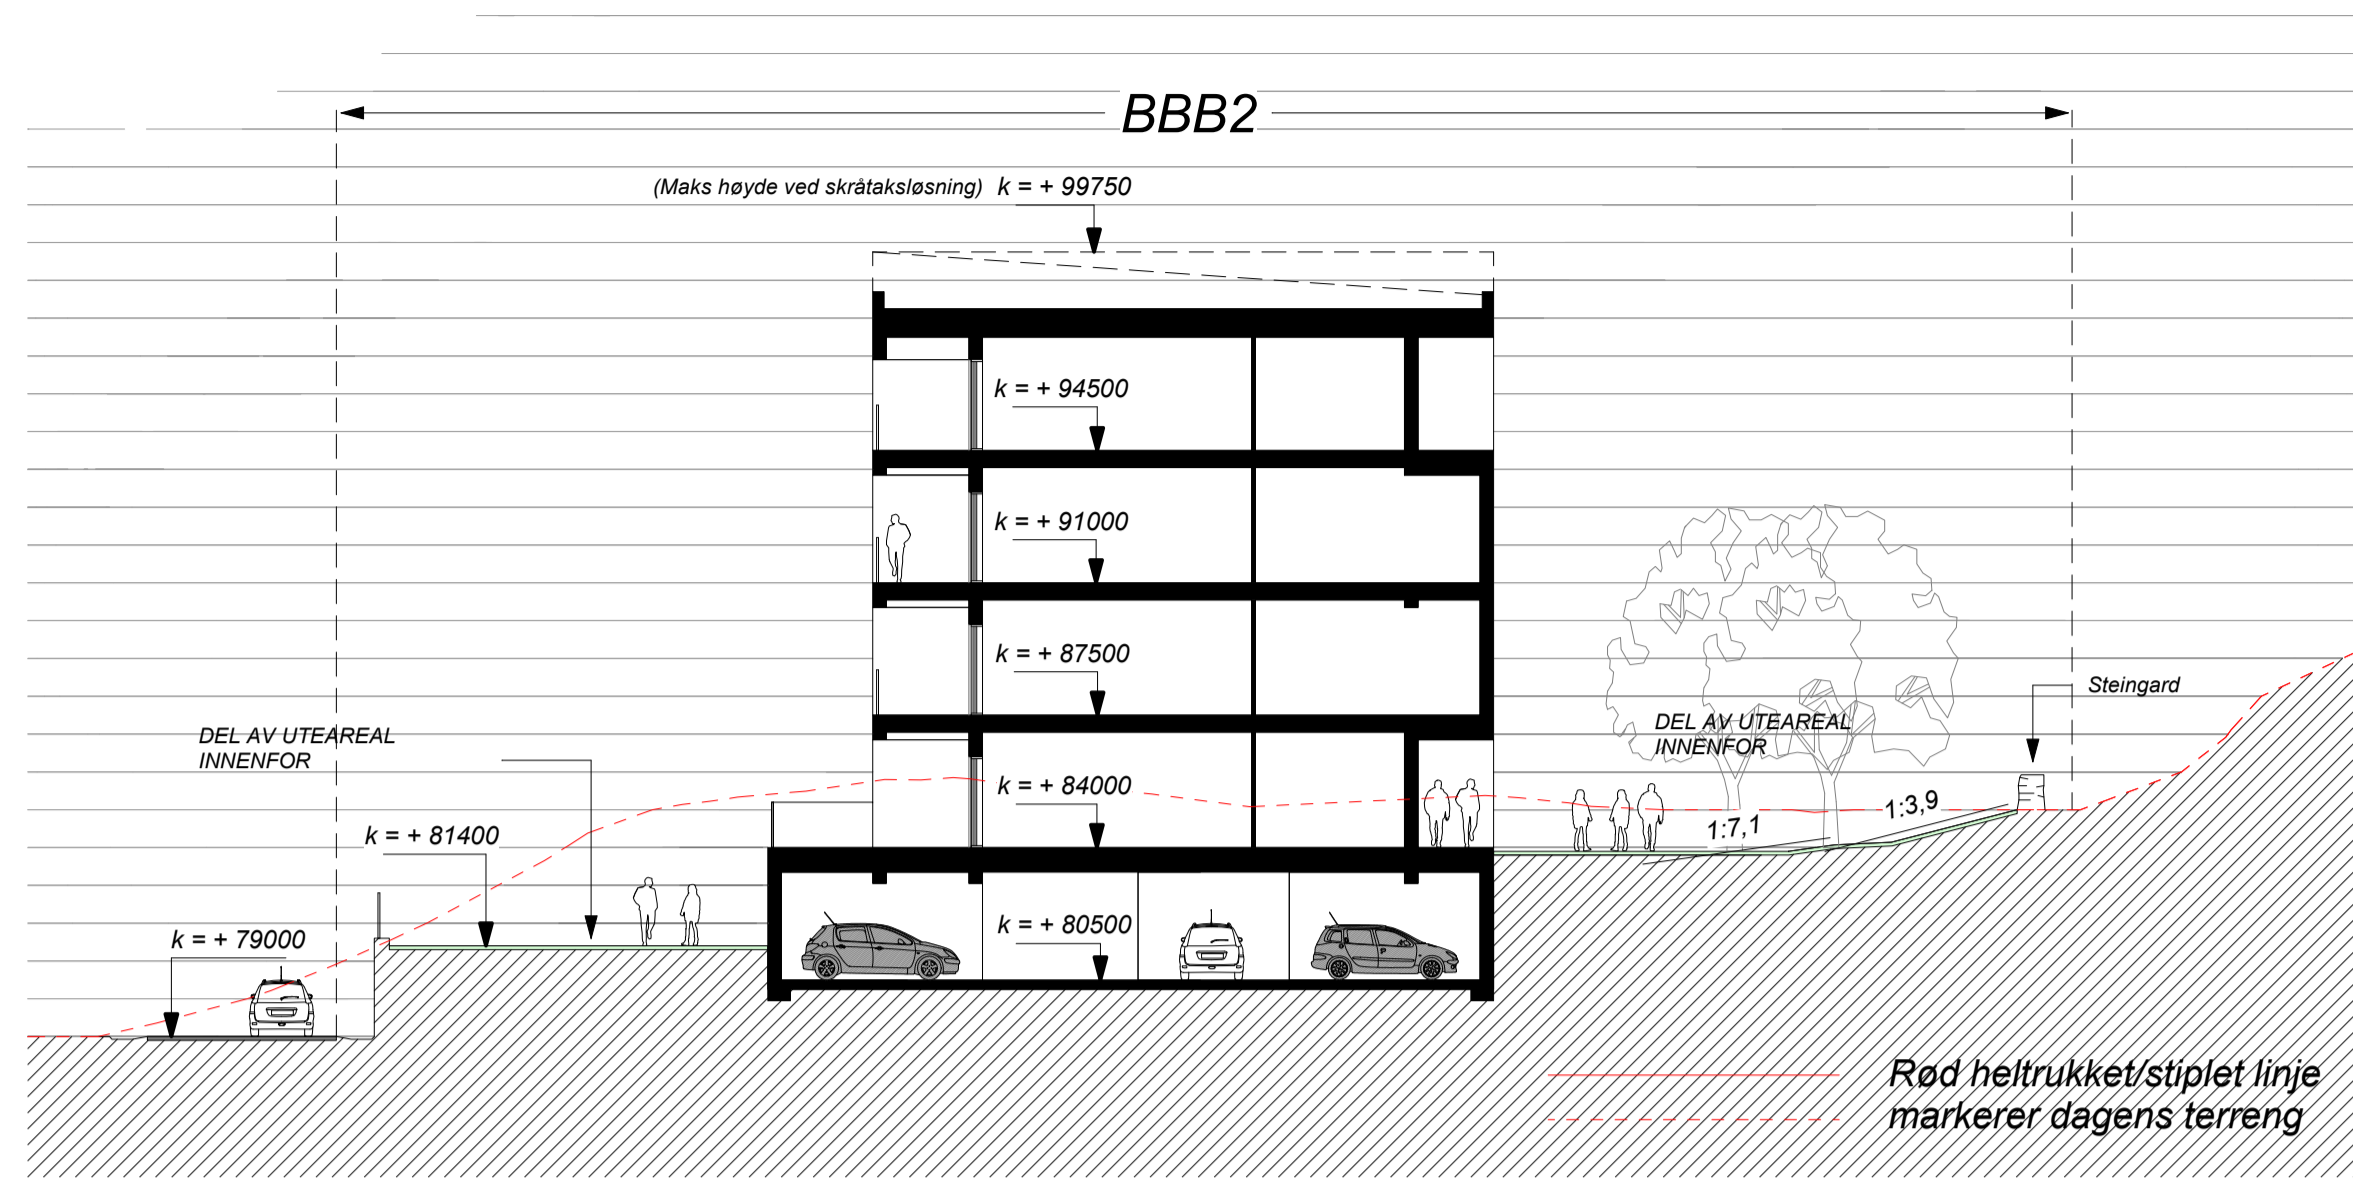 BBB2
(Maks høyde ved skråtaksløsning) k = + 99750
k = + 94500
k = + 91000
k = + 87500
Steingard
DEL AV UTEAREAL
INNENFOR
DEL AV UTEAREAL
INNENFOR
k = + 84000
1:7,1
1:3,9
k = + 81400
k = + 80500
k = + 79000
Rød heltrukket/stiplet linje
markerer dagens terreng